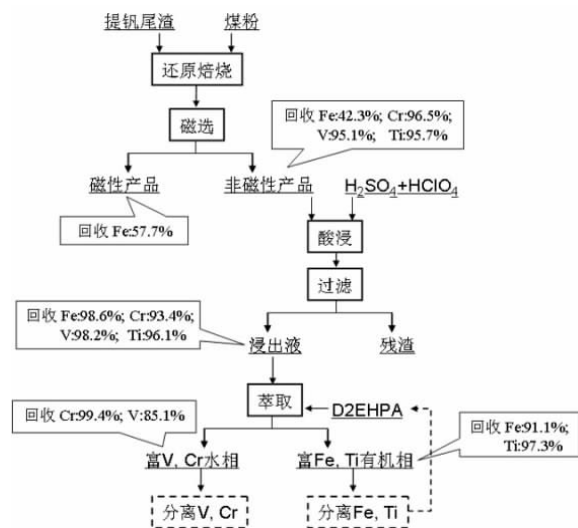 提钒尾渣
煤粉
还原焙烧
磁选
回收 Fe:42.3%; Cr:96.5%;
V:95.1%; Ti:95.7%
磁性产品
非磁性产品
H₂SO₄+HClO₄
回收 Fe:57.7%
酸浸
过滤
回收 Fe:98.6%; Cr:93.4%;
V:98.2%; Ti:96.1%
浸出液
残渣
萃取
D2EHPA
回收 Cr:99.4%; V:85.1%
回收 Fe:91.1%;
Ti:97.3%
富V, Cr水相
富Fe, Ti有机相
分离V, Cr
分离Fe, Ti